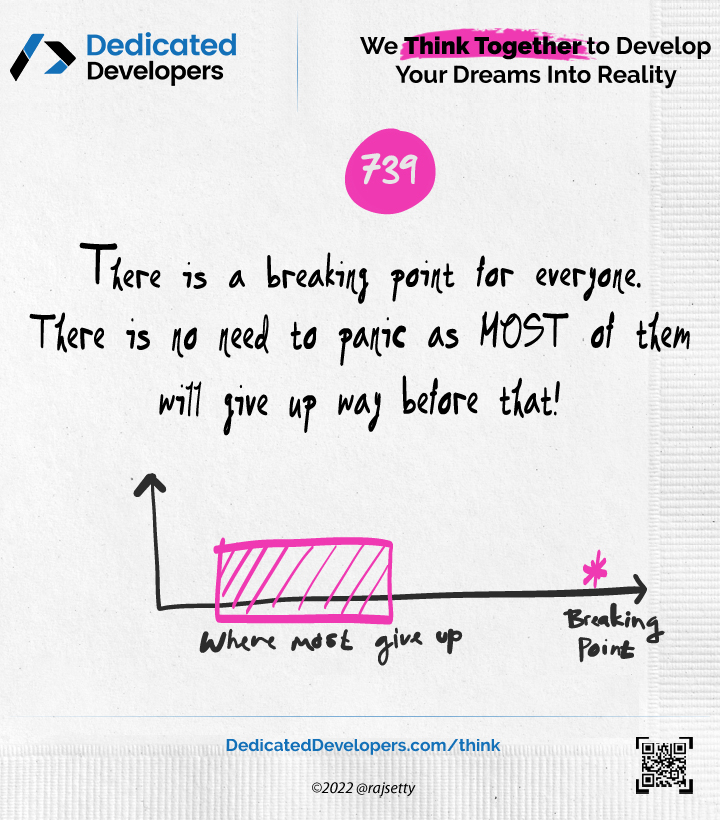 Dedicated
Developers
We Think Together to Develop
Your Dreams Into Reality
739
There is a breaking point for everyone.
There is no need to panic as MOST of them
will give up way before that!
Where most give up
Breaking
Point
DedicatedDevelopers.com/think
©2022 @rajsetty